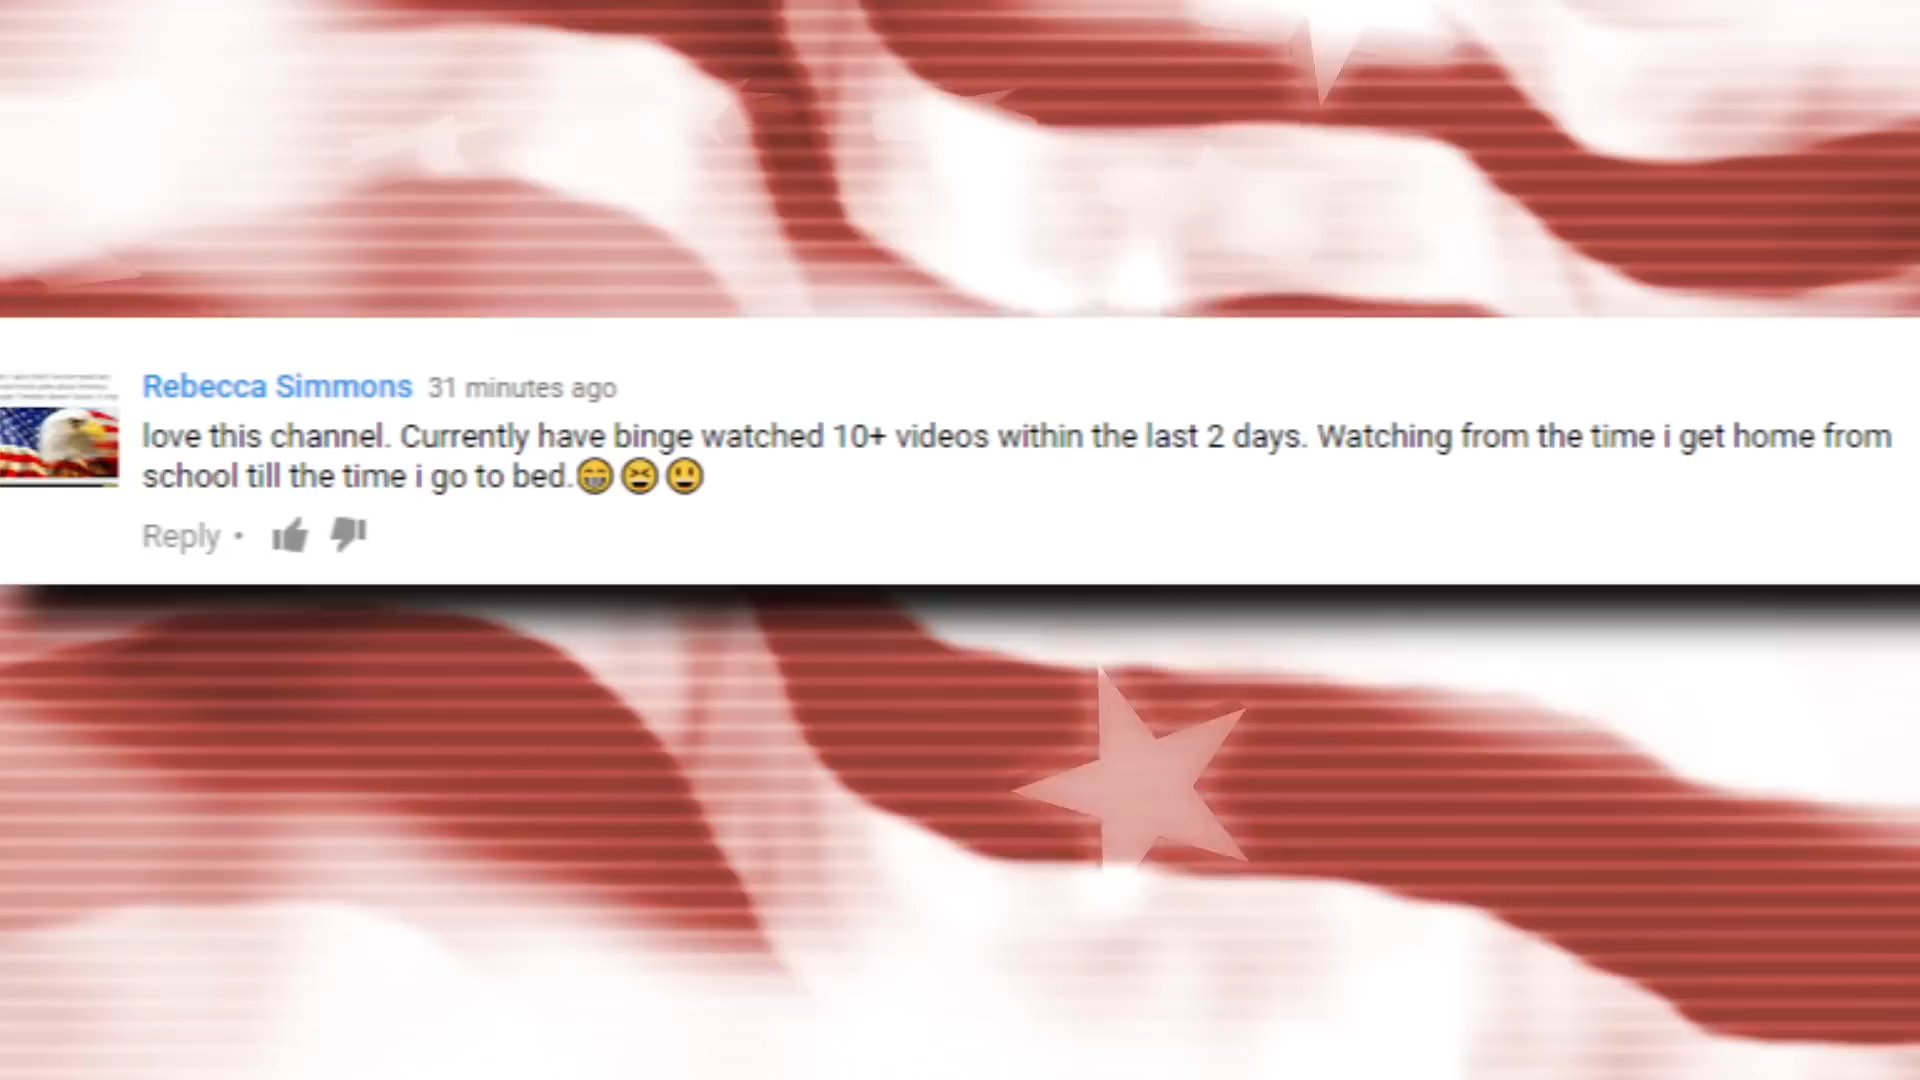 Rebecca Simmons 31 minutes ago
love this channel. Currently have binge watched 10+ videos within the last 2 days. Watching from the time i get home from
school till the time i go to bed.😁😆😃
Reply •